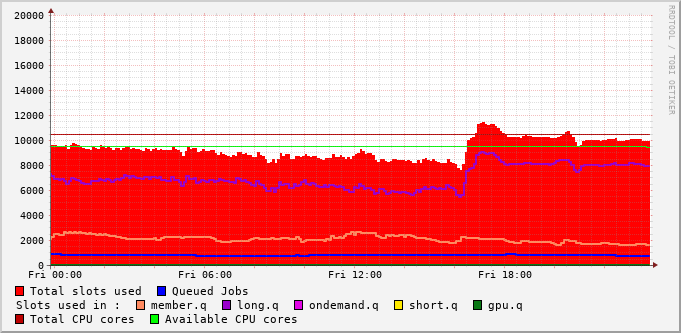 RRDTOOL / TOBI OETIKER
20000
18000
16000
14000
12000
10000
8000
6000
4000
2000
0
Fri 00:00 Fri 06:00 Fri 12:00 Fri 18:00
Total slots used Queued Jobs
Slots used in : member.q long.q ondemand.q short.q gpu.q
Total CPU cores Available CPU cores